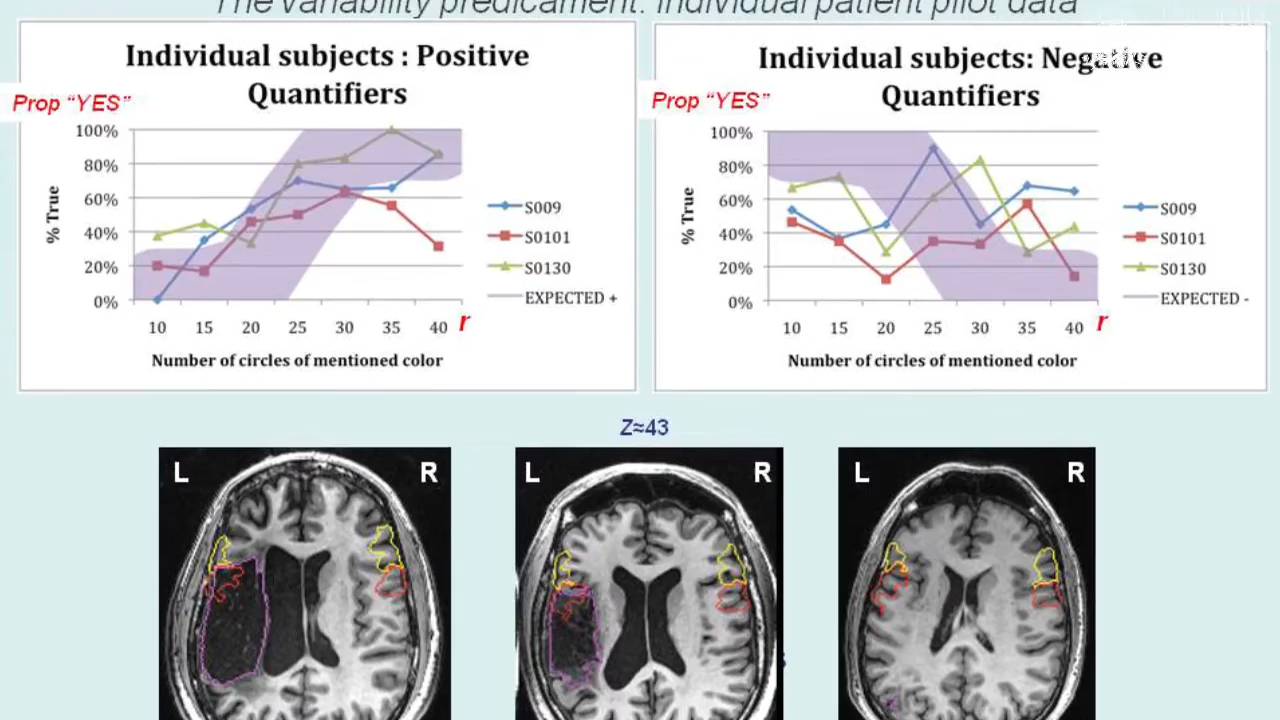 The variability predicament: Individual patient pilot data
Individual subjects : Positive
Quantifiers
Prop "YES"
100%
80%
60%
40%
20%
0%
% True
10 15 20 25 30 35 40 r
Number of circles of mentioned color
S009
S0101
S0130
EXPECTED +
Individual subjects: Negative
Quantifiers
Prop "YES"
100%
80%
60%
40%
20%
0%
% True
10 15 20 25 30 35 40 r
Number of circles of mentioned color
S009
S0101
S0130
EXPECTED -
Z≈43
L R
L R
L R